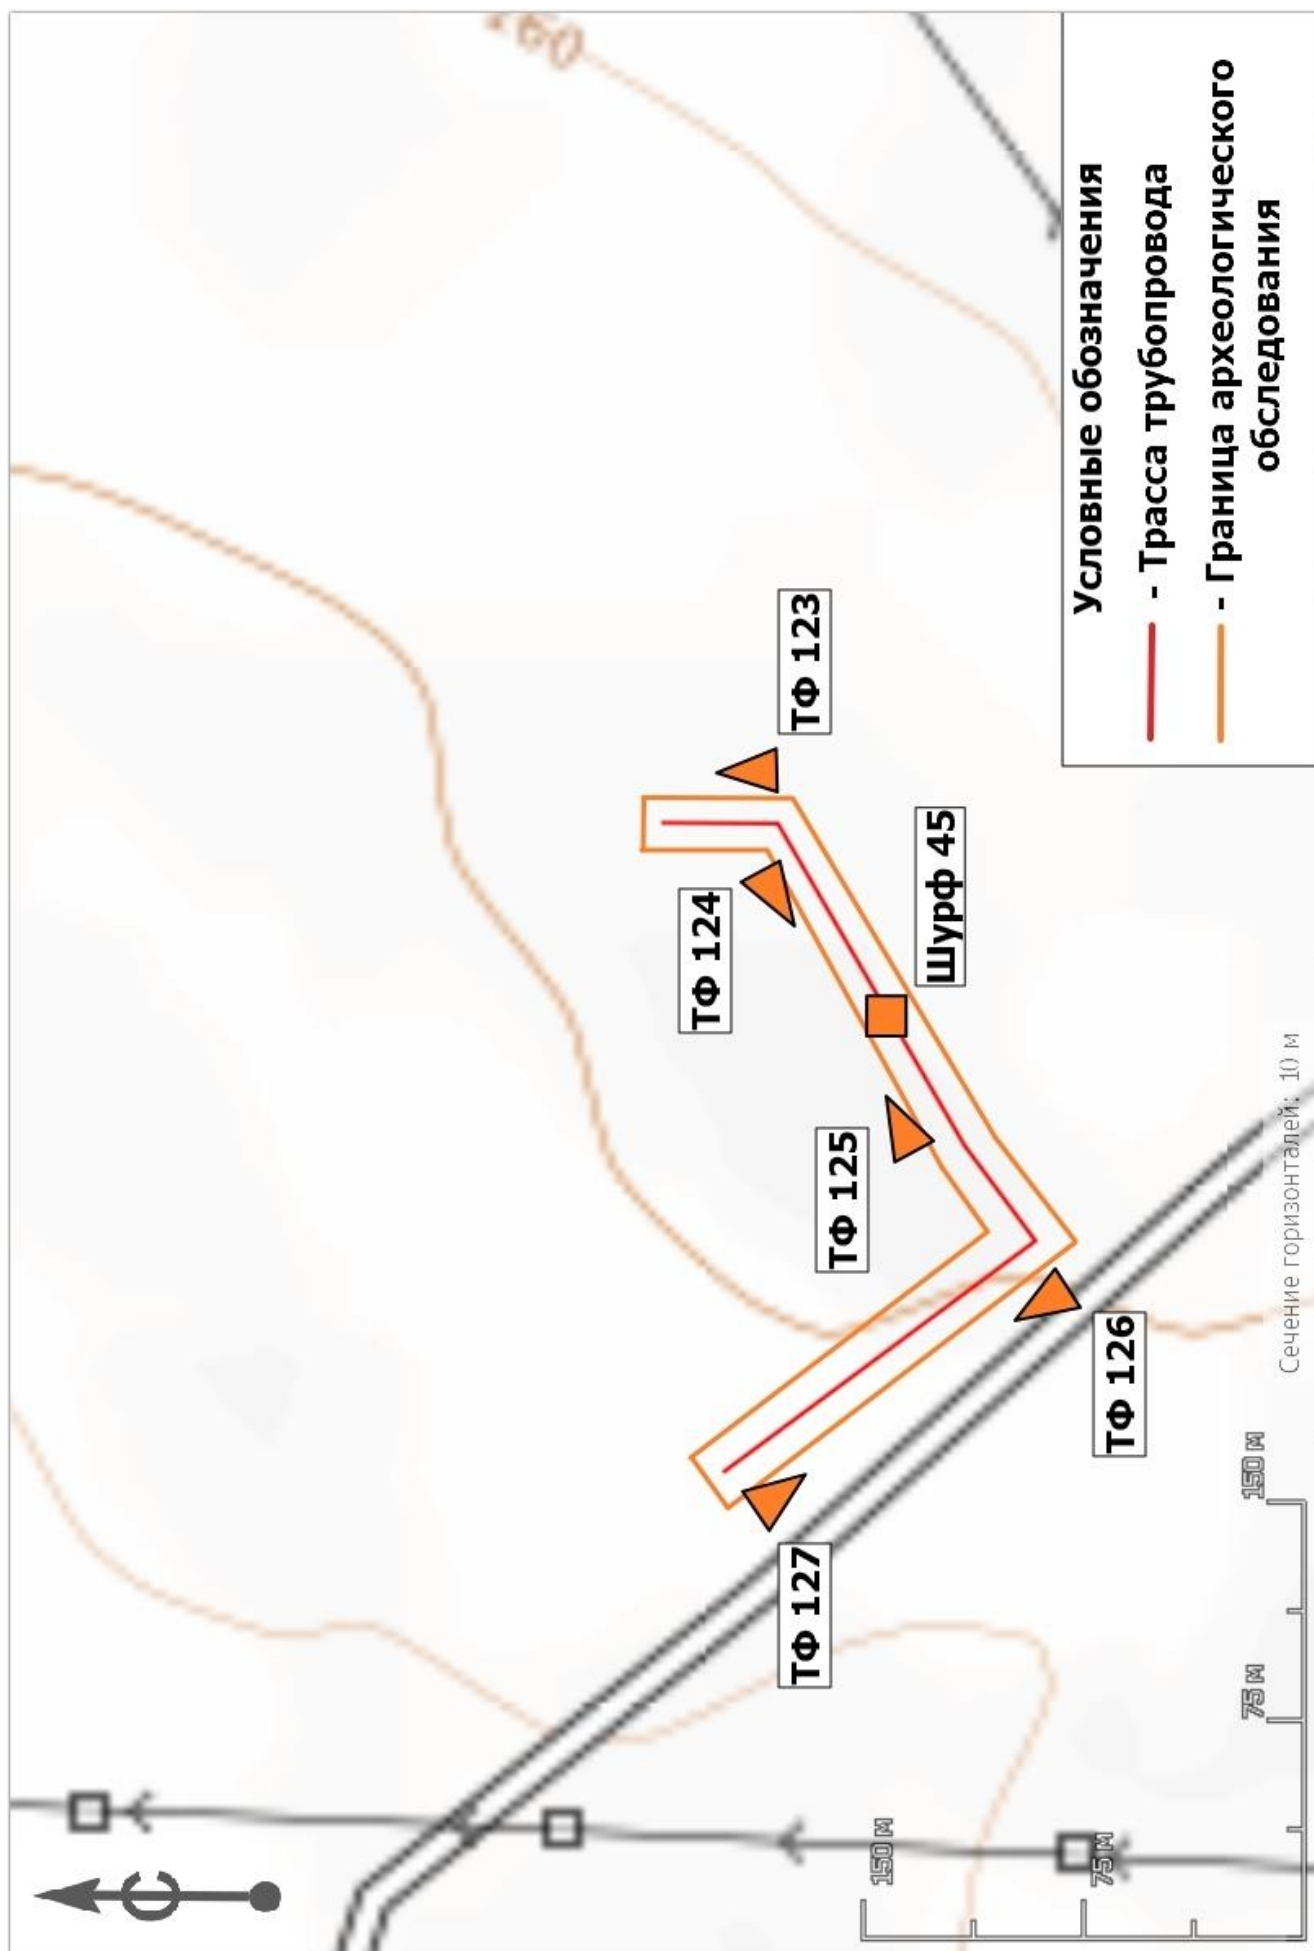 160
ТФ 123
ТФ 124
Шурф 45
ТФ 125
ТФ 126
ТФ 127
С
Условные обозначения
- Трасса трубопровода
- Граница археологического
обследования
Сечение горизонталей: 10 м
150 м
75 м
75 м
150 м